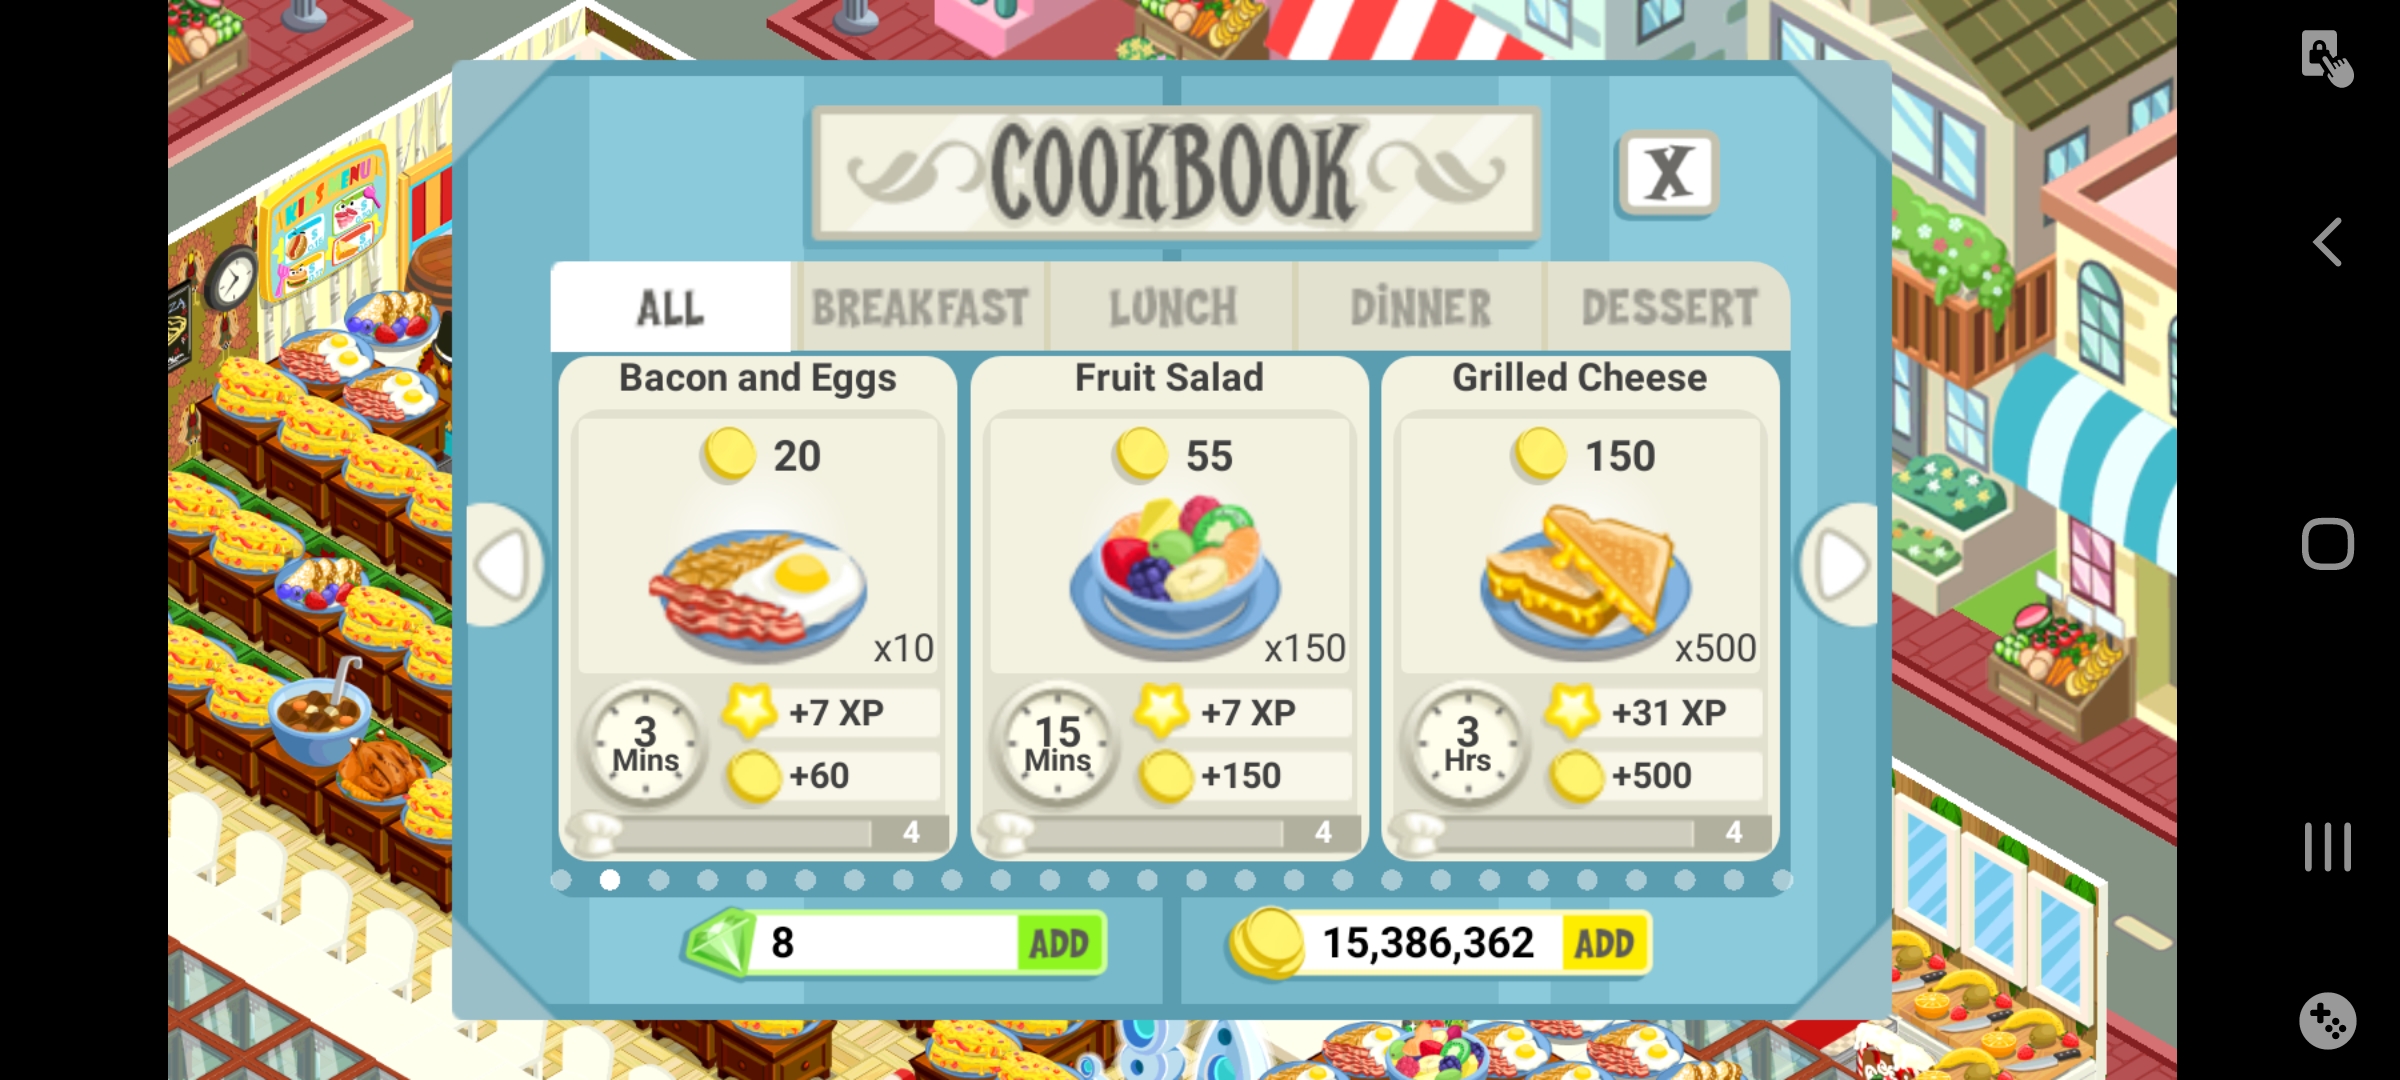 COOKBOOK
X
ALL BREAKFAST LUNCH DINNER DESSERT
Bacon and Eggs
20
x10
3 Mins
+7 XP
+60
4
Fruit Salad
55
x150
15 Mins
+7 XP
+150
4
Grilled Cheese
150
x500
3 Hrs
+31 XP
+500
4
8 ADD
15,386,362 ADD